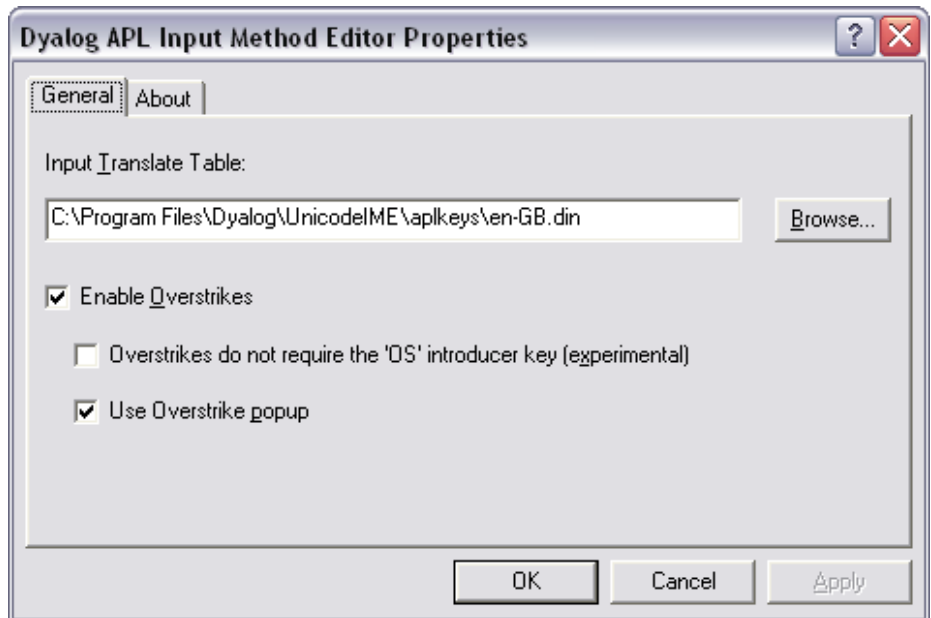 Dyalog APL Input Method Editor Properties
General About
Input Translate Table:
C:\Program Files\Dyalog\UnicodeIME\aplkeys\en-GB.din Browse...
Enable Overstrikes
Overstrikes do not require the 'OS' introducer key (experimental)
Use Overstrike popup
OK Cancel Apply